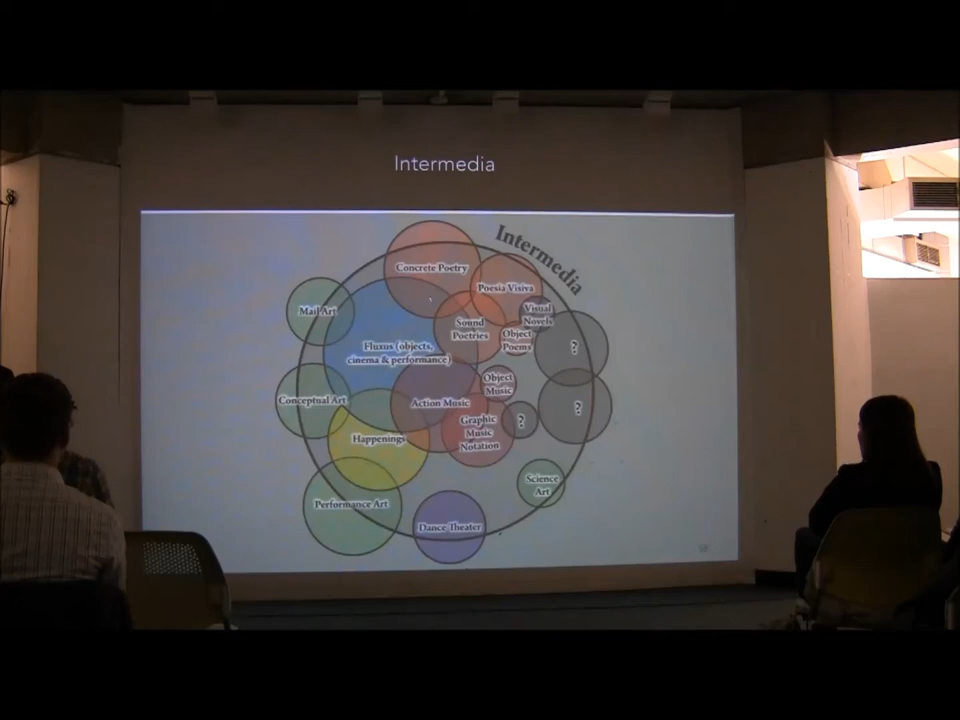 Intermedia
Intermedia
Concrete Poetry
Poesia Visiva
Mail Art
Visual
Novels
Sound
Poetries
Object
Poems
?
Fluxus (objects,
cinema & performance)
Object
Music
Conceptual Art
Action Music
?
Graphic
Music
Notation
?
Happenings
Science
Art
Performance Art
Dance Theater